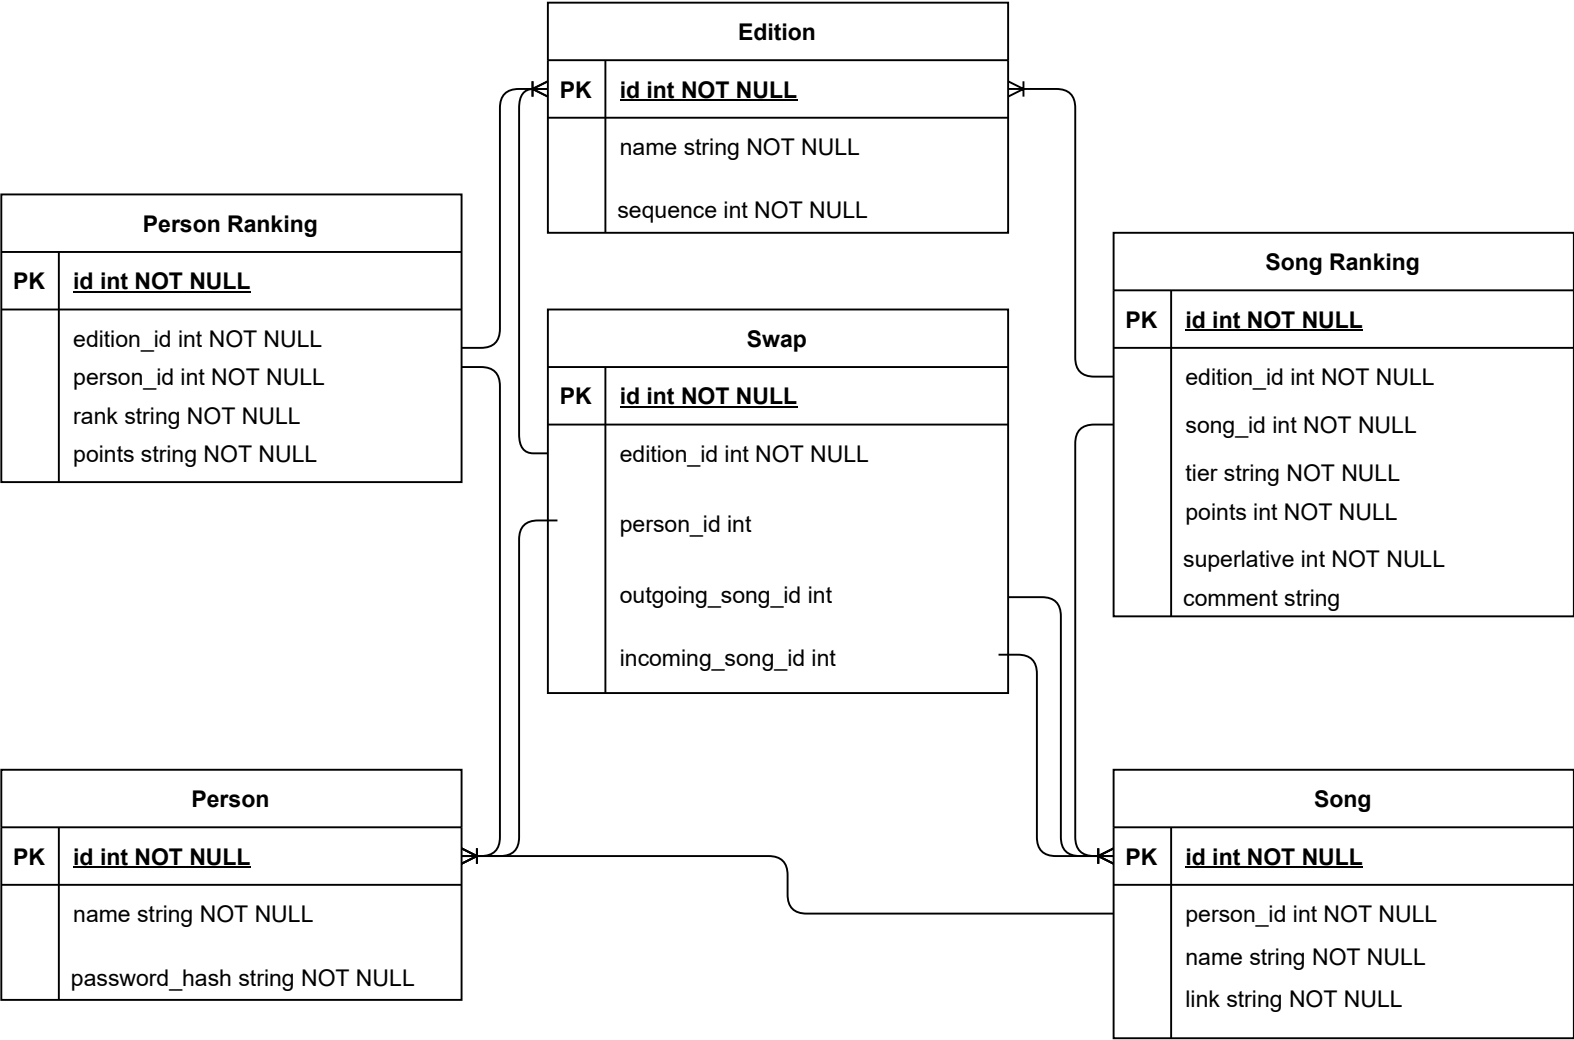 Edition
PK id int NOT NULL
name string NOT NULL
sequence int NOT NULL
Person Ranking
PK id int NOT NULL
edition_id int NOT NULL
person_id int NOT NULL
rank string NOT NULL
points string NOT NULL
Swap
PK id int NOT NULL
edition_id int NOT NULL
person_id int
outgoing_song_id int
incoming_song_id int
Song Ranking
PK id int NOT NULL
edition_id int NOT NULL
song_id int NOT NULL
tier string NOT NULL
points int NOT NULL
superlative int NOT NULL
comment string
Person
PK id int NOT NULL
name string NOT NULL
password_hash string NOT NULL
Song
PK id int NOT NULL
person_id int NOT NULL
name string NOT NULL
link string NOT NULL